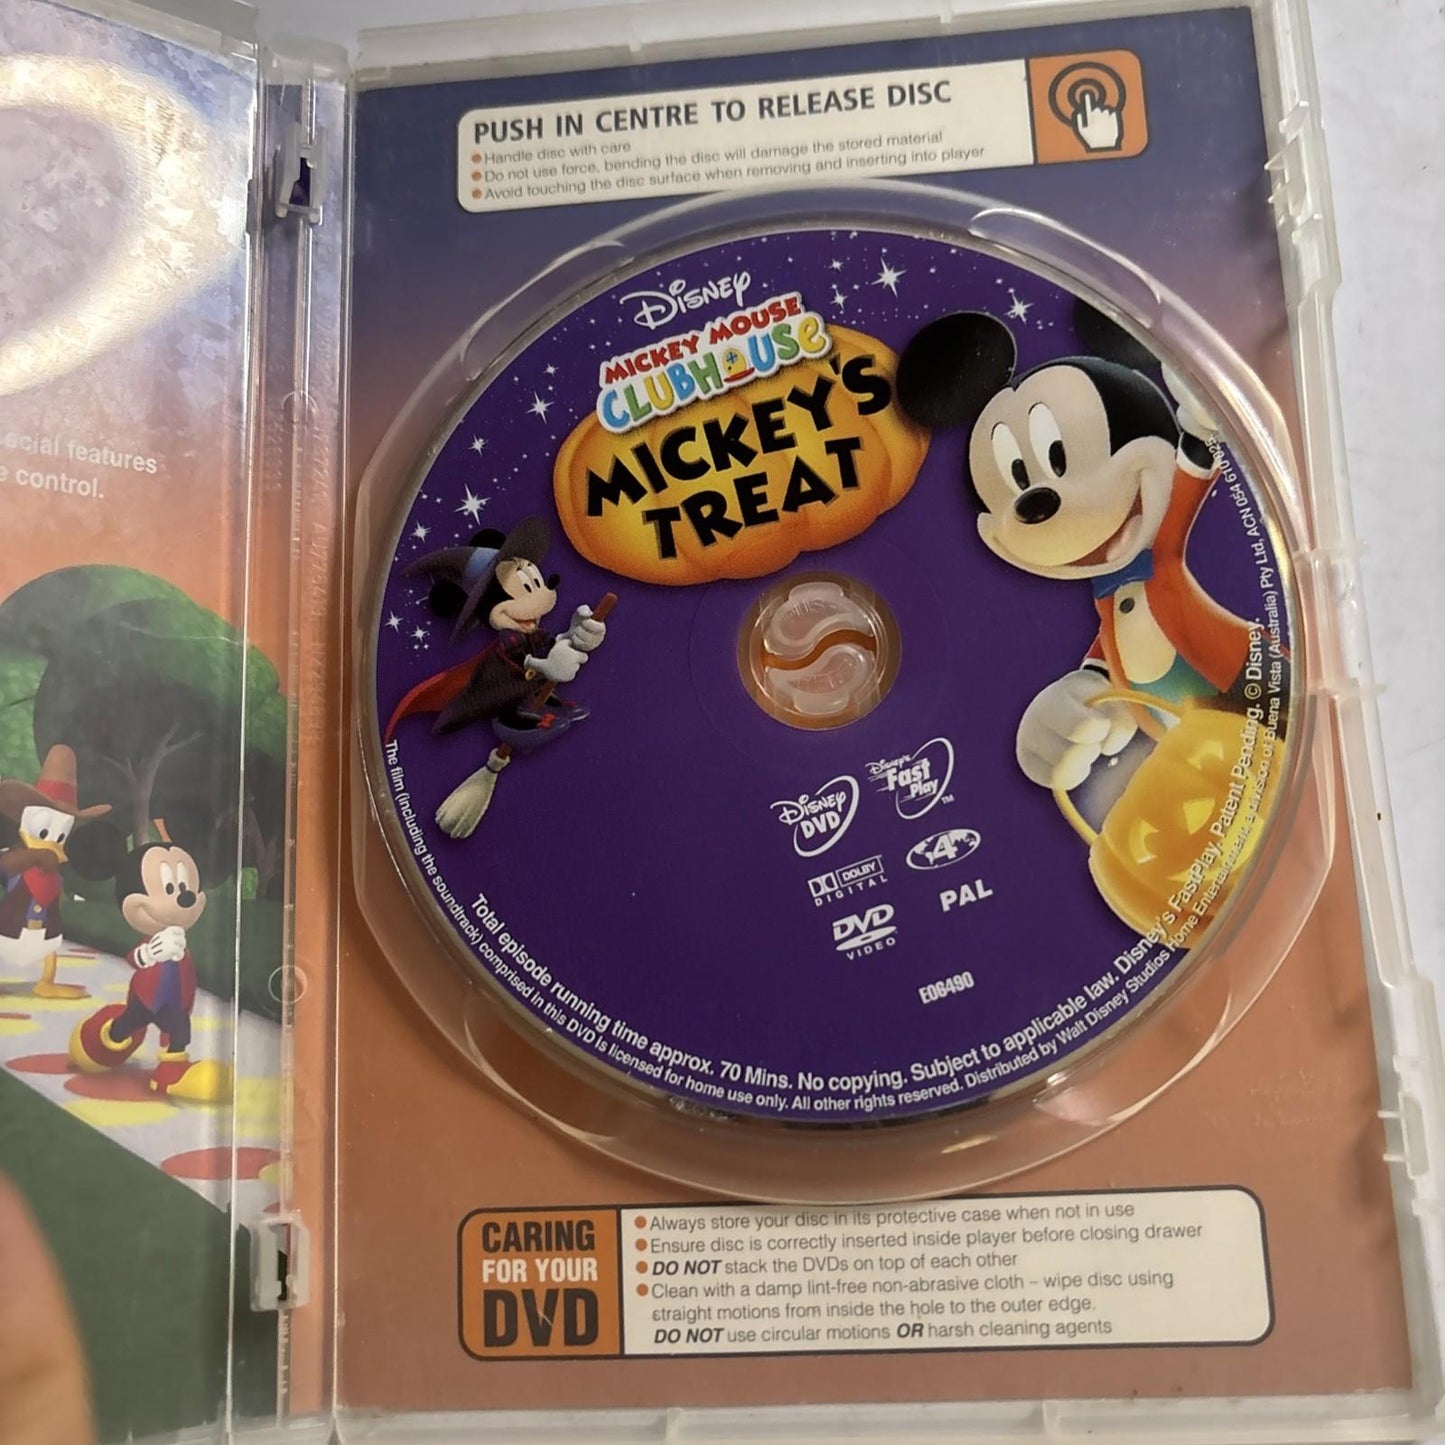 ecial features
e control.
PUSH IN CENTRE TO RELEASE DISC
Handle disc with care
Do not use force, bending the disc will damage the stored material
Avoid touching the disc surface when removing and inserting into player
Disney
MICKEY MOUSE
CLUBHOUSE
MICKEY'S
TREAT
Disney
DVD
Disney's
Fast
Play
TM
DOLBY
DIGITAL
4
DVD
VIDEO
PAL
E06490
Total episode running time approx. 70 Mins. No copying. Subject to applicable law. Disney's FastPlay, Patent Pending. © Disney.
The film (including the soundtrack) comprised in this DVD is licensed for home use only. All other rights reserved. Distributed by Walt Disney Studios Home Entertainment, a division of Buena Vista (Australia) Pty Ltd, ACN 054 610
CARING
FOR YOUR
DVD
Always store your disc in its protective case when not in use
Ensure disc is correctly inserted inside player before closing drawer
DO NOT stack the DVDs on top of each other
Clean with a damp lint-free non-abrasive cloth – wipe disc using
straight motions from inside the hole to the outer edge.
DO NOT use circular motions OR harsh cleaning agents